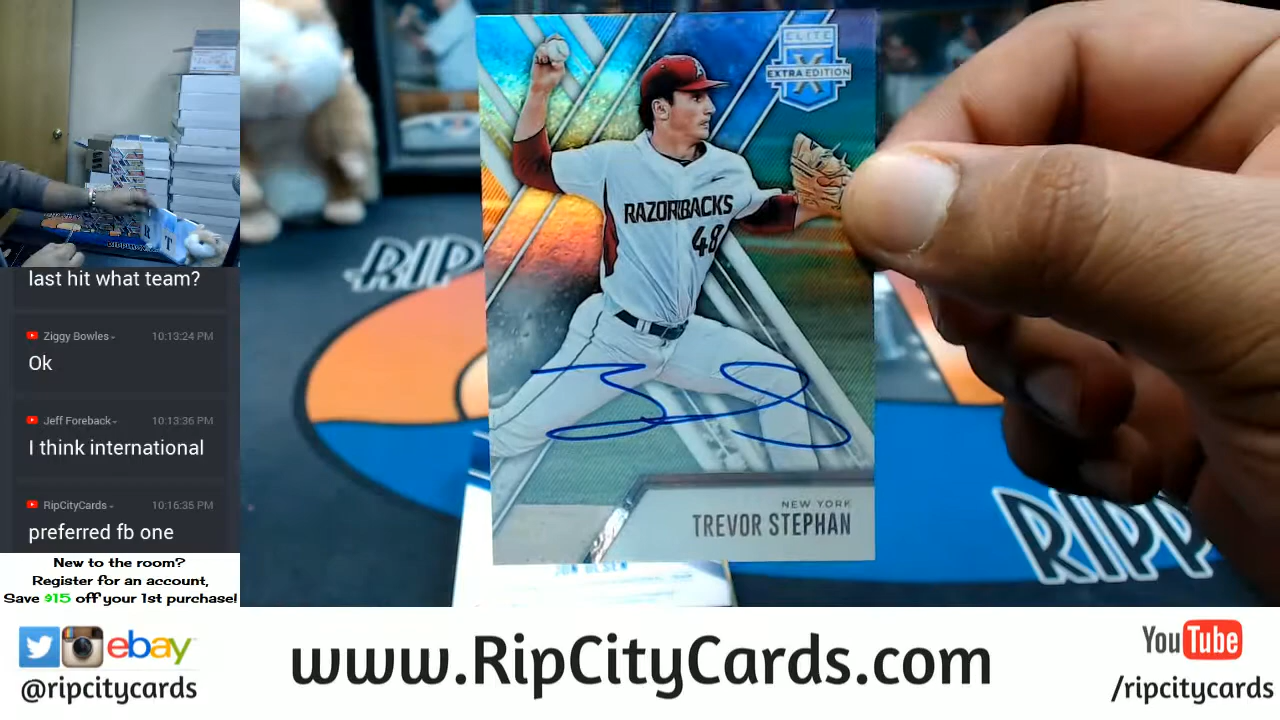 last hit what team?
Ziggy Bowles
10:13:24 PM
Ok
Jeff Foreback
10:13:36 PM
I think international
RipCityCards
10:16:35 PM
preferred fb one
New to the room?
Register for an account,
Save $15 off your 1st purchase!
ELITE
X
EXTRA EDITION
RAZORBACKS
48
NEW YORK
TREVOR STEPHAN
RIP
RIPP
ebay
@ripcitycards
www.RipCityCards.com
YouTube
/ripcitycards